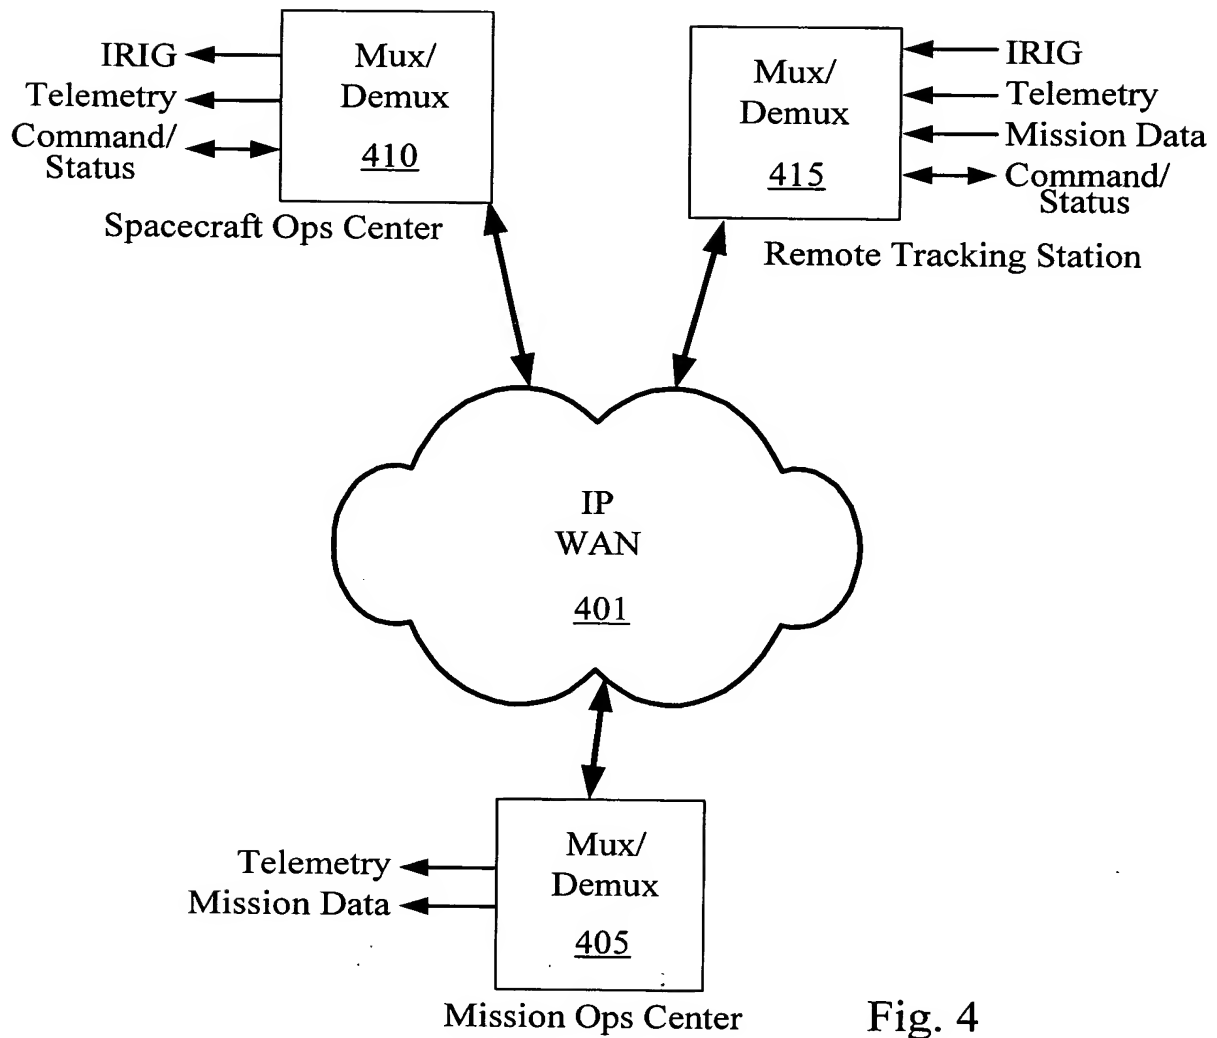 IRIG
Telemetry
Command/
Status
Mux/
Demux
410
Spacecraft Ops Center
Mux/
Demux
415
IRIG
Telemetry
Mission Data
Command/
Status
Remote Tracking Station
IP
WAN
401
Telemetry
Mission Data
Mux/
Demux
405
Mission Ops Center
Fig. 4